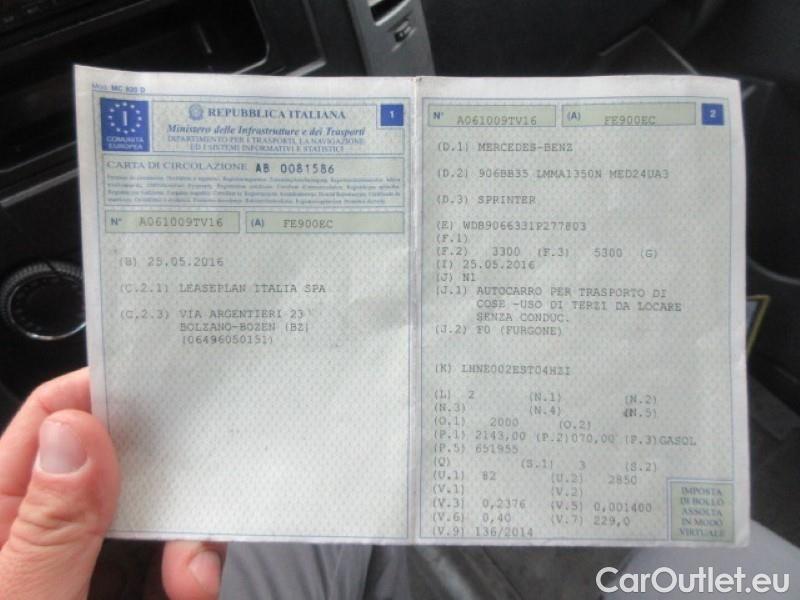 Mod. MC 820 D
I
COMUNITÀ
EUROPEA
REPUBBLICA ITALIANA
1
Ministero delle Infrastrutture e dei Trasporti
DIPARTIMENTO PER I TRASPORTI, LA NAVIGAZIONE
ED I SISTEMI INFORMATIVI E STATISTICI
CARTA DI CIRCOLAZIONE AB 0081586
N° A061009TV16 (A) FE900EC
(B) 25.05.2016
(C.2.1) LEASEPLAN ITALIA SPA
(C.2.3) VIA ARGENTIERI 23
BOLZANO-BOZEN (BZ)
(06496050151)
N° A061009TV16 (A) FE900EC 2
(D.1) MERCEDES-BENZ
(D.2) 906BB35 LMMA1350N MED24UA3
(D.3) SPRINTER
(E) WDB9066331P277803
(F.1)
(F.2) 3300 (F.3) 5300 (G)
(I) 25.05.2016
(J) N1
(J.1) AUTOCARRO PER TRASPORTO DI
COSE -USO DI TERZI DA LOCARE
SENZA CONDUC.
(J.2) F0 (FURGONE)
(K) LHNE002EST04HZI
(L) 2 (N.1) (N.2)
(N.3) (N.4) (N.5)
(O.1) 2000 (O.2)
(P.1) 2143,00 (P.2)070,00 (P.3)GASOL
(P.5) 651955
(Q) (S.1) 3 (S.2)
(U.1) 82 (U.2) 2850
(V.1) (V.2)
(V.3) 0,2376 (V.5) 0,001400
(V.6) 0,40 (V.7) 229,0
(V.9) 136/2014
IMPOSTA
DI BOLLO
ASSOLTA
IN MODO
VIRTUALE
CarOutlet.eu